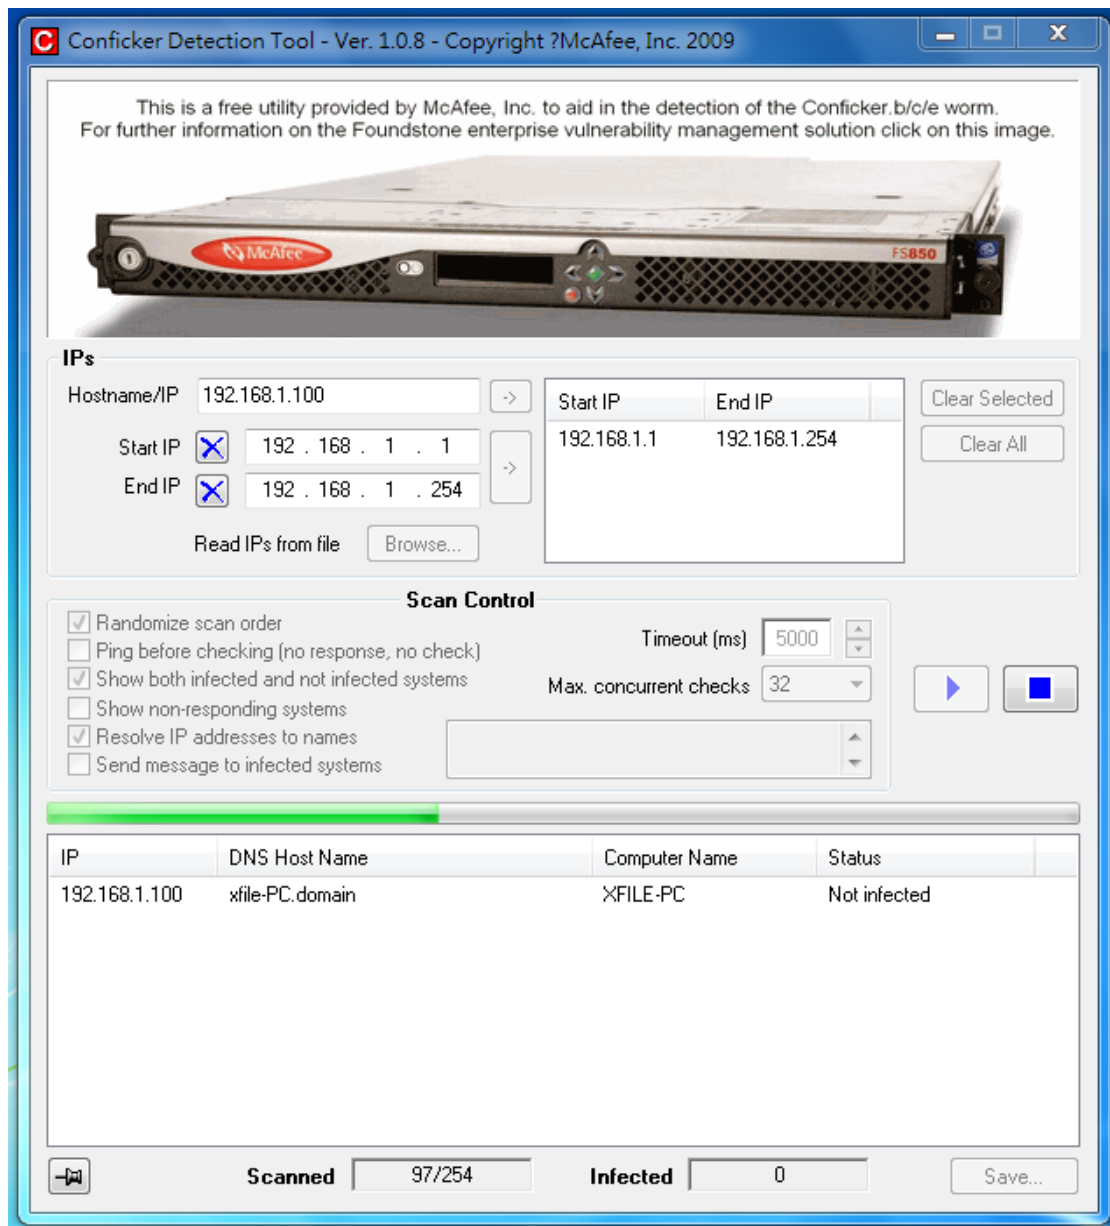 Conficker Detection Tool - Ver. 1.0.8 - Copyright ?McAfee, Inc. 2009
This is a free utility provided by McAfee, Inc. to aid in the detection of the Conficker.b/c/e worm.
For further information on the Foundstone enterprise vulnerability management solution click on this image.
McAfee
FS850
IPs
Hostname/IP 192.168.1.100 ->
Start IP 192 . 168 . 1 . 1
End IP 192 . 168 . 1 . 254
->
Read IPs from file Browse...
Start IP End IP
192.168.1.1 192.168.1.254
Clear Selected
Clear All
Scan Control
Randomize scan order
Ping before checking (no response, no check)
Show both infected and not infected systems
Show non-responding systems
Resolve IP addresses to names
Send message to infected systems
Timeout (ms) 5000
Max. concurrent checks 32
IP DNS Host Name Computer Name Status
192.168.1.100 xfile-PC.domain XFILE-PC Not infected
Scanned 97/254 Infected 0 Save...